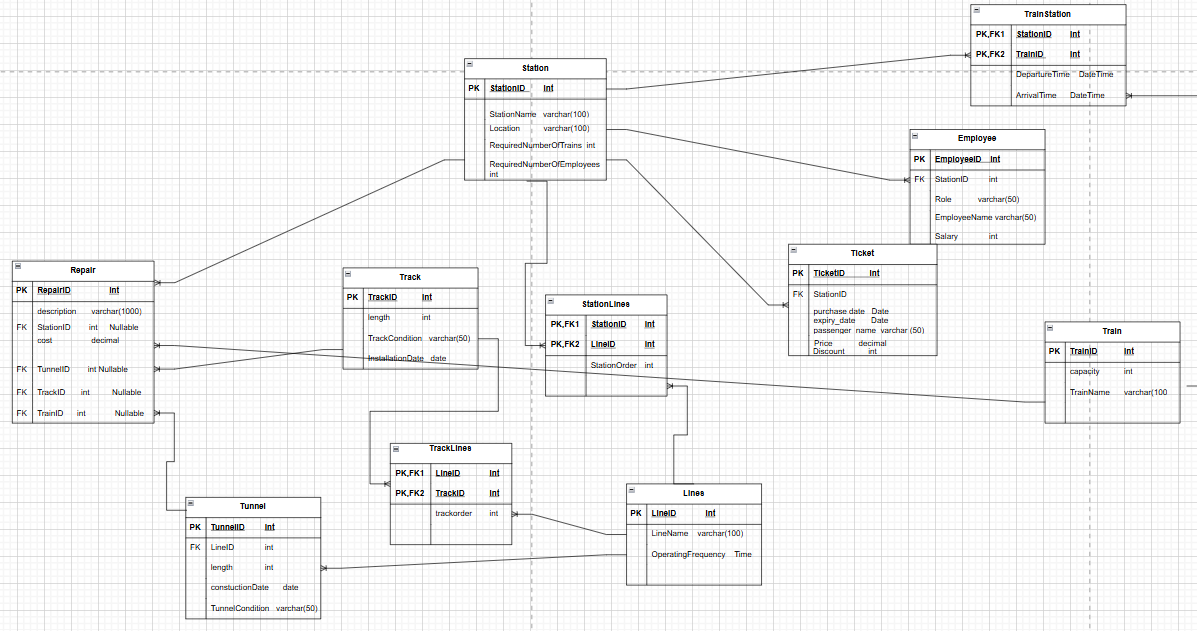 TrainStation
PK,FK1 StationID Int
PK,FK2 TrainID Int
DepartureTime DateTime
ArrivalTime DateTime
Station
PK StationID Int
StationName varchar(100)
Location varchar(100)
RequiredNumberOfTrains int
RequiredNumberOfEmployees
int
Employee
PK EmployeeID Int
FK StationID int
Role varchar(50)
EmployeeName varchar(50)
Salary int
Ticket
PK TicketID Int
FK StationID
purchase date Date
expiry_date Date
passenger_name varchar (50)
Price decimal
Discount int
Repair
PK RepairID Int
description varchar(1000)
FK StationID int Nullable
cost decimal
FK TunnelID int Nullable
FK TrackID int Nullable
FK TrainID int Nullable
Track
PK TrackID Int
length int
TrackCondition varchar(50)
InstallationDate date
StationLines
PK,FK1 StationID Int
PK,FK2 LineID Int
StationOrder int
Train
PK TrainID Int
capacity int
TrainName varchar(100
TrackLines
PK,FK1 LineID Int
PK,FK2 TrackID Int
trackorder int
Lines
PK LineID Int
LineName varchar(100)
OperatingFrequency Time
Tunnel
PK TunnelID Int
FK LineID int
length int
constuctionDate date
TunnelCondition varchar(50)